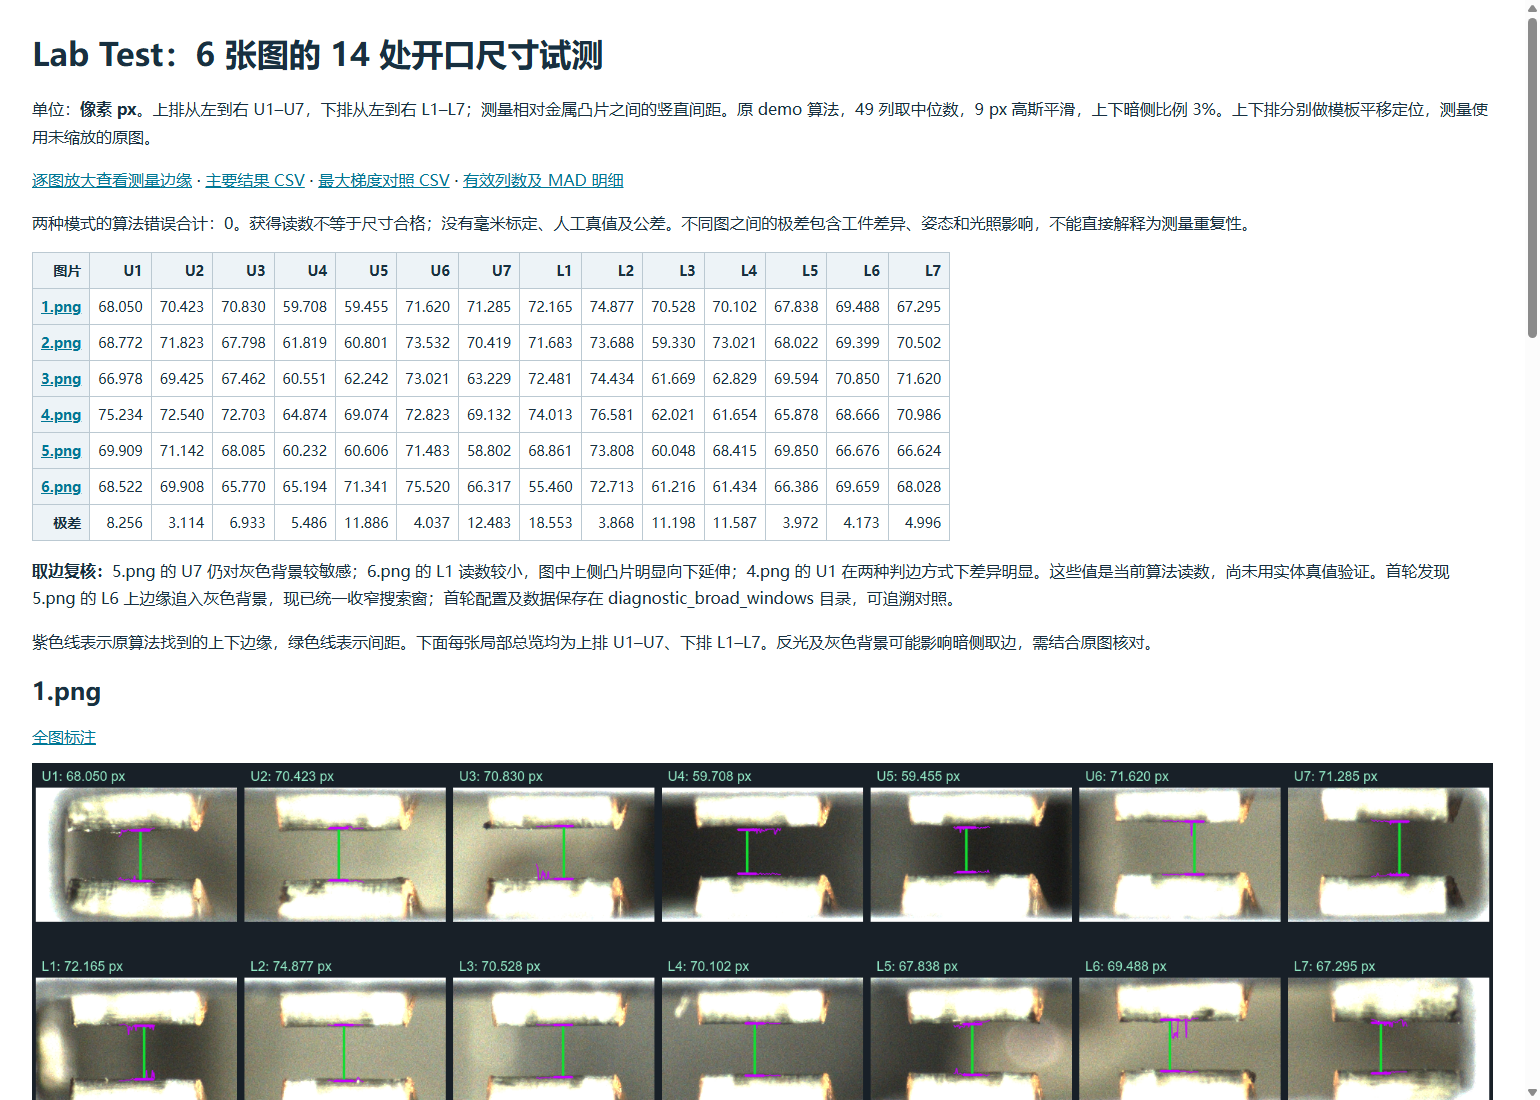 Lab Test：6 张图的 14 处开口尺寸试测
单位：像素 px。上排从左到右 U1–U7，下排从左到右 L1–L7；测量相对金属凸片之间的竖直间距。原 demo 算法，49 列取中位数，9 px 高斯平滑，上下暗侧比例 3%。上下排分别做模板平移定位，测量使
用未缩放的原图。
逐图放大查看测量边缘 · 主要结果 CSV · 最大梯度对照 CSV · 有效列数及 MAD 明细
两种模式的算法错误合计：0。获得读数不等于尺寸合格；没有毫米标定、人工真值及公差。不同图之间的极差包含工件差异、姿态和光照影响，不能直接解释为测量重复性。
图片 U1 U2 U3 U4 U5 U6 U7 L1 L2 L3 L4 L5 L6 L7
1.png 68.050 70.423 70.830 59.708 59.455 71.620 71.285 72.165 74.877 70.528 70.102 67.838 69.488 67.295
2.png 68.772 71.823 67.798 61.819 60.801 73.532 70.419 71.683 73.688 59.330 73.021 68.022 69.399 70.502
3.png 66.978 69.425 67.462 60.551 62.242 73.021 63.229 72.481 74.434 61.669 62.829 69.594 70.850 71.620
4.png 75.234 72.540 72.703 64.874 69.074 72.823 69.132 74.013 76.581 62.021 61.654 65.878 68.666 70.986
5.png 69.909 71.142 68.085 60.232 60.606 71.483 58.802 68.861 73.808 60.048 68.415 69.850 66.676 66.624
6.png 68.522 69.908 65.770 65.194 71.341 75.520 66.317 55.460 72.713 61.216 61.434 66.386 69.659 68.028
极差 8.256 3.114 6.933 5.486 11.886 4.037 12.483 18.553 3.868 11.198 11.587 3.972 4.173 4.996
取边复核：5.png 的 U7 仍对灰色背景较敏感；6.png 的 L1 读数较小，图中上侧凸片明显向下延伸；4.png 的 U1 在两种判边方式下差异明显。这些值是当前算法读数，尚未用实体真值验证。首轮发现
5.png 的 L6 上边缘追入灰色背景，现已统一收窄搜索窗；首轮配置及数据保存在 diagnostic_broad_windows 目录，可追溯对照。
紫色线表示原算法找到的上下边缘，绿色线表示间距。下面每张局部总览均为上排 U1–U7、下排 L1–L7。反光及灰色背景可能影响暗侧取边，需结合原图核对。
1.png
全图标注
U1: 68.050 px U2: 70.423 px U3: 70.830 px U4: 59.708 px U5: 59.455 px U6: 71.620 px U7: 71.285 px
L1: 72.165 px L2: 74.877 px L3: 70.528 px L4: 70.102 px L5: 67.838 px L6: 69.488 px L7: 67.295 px